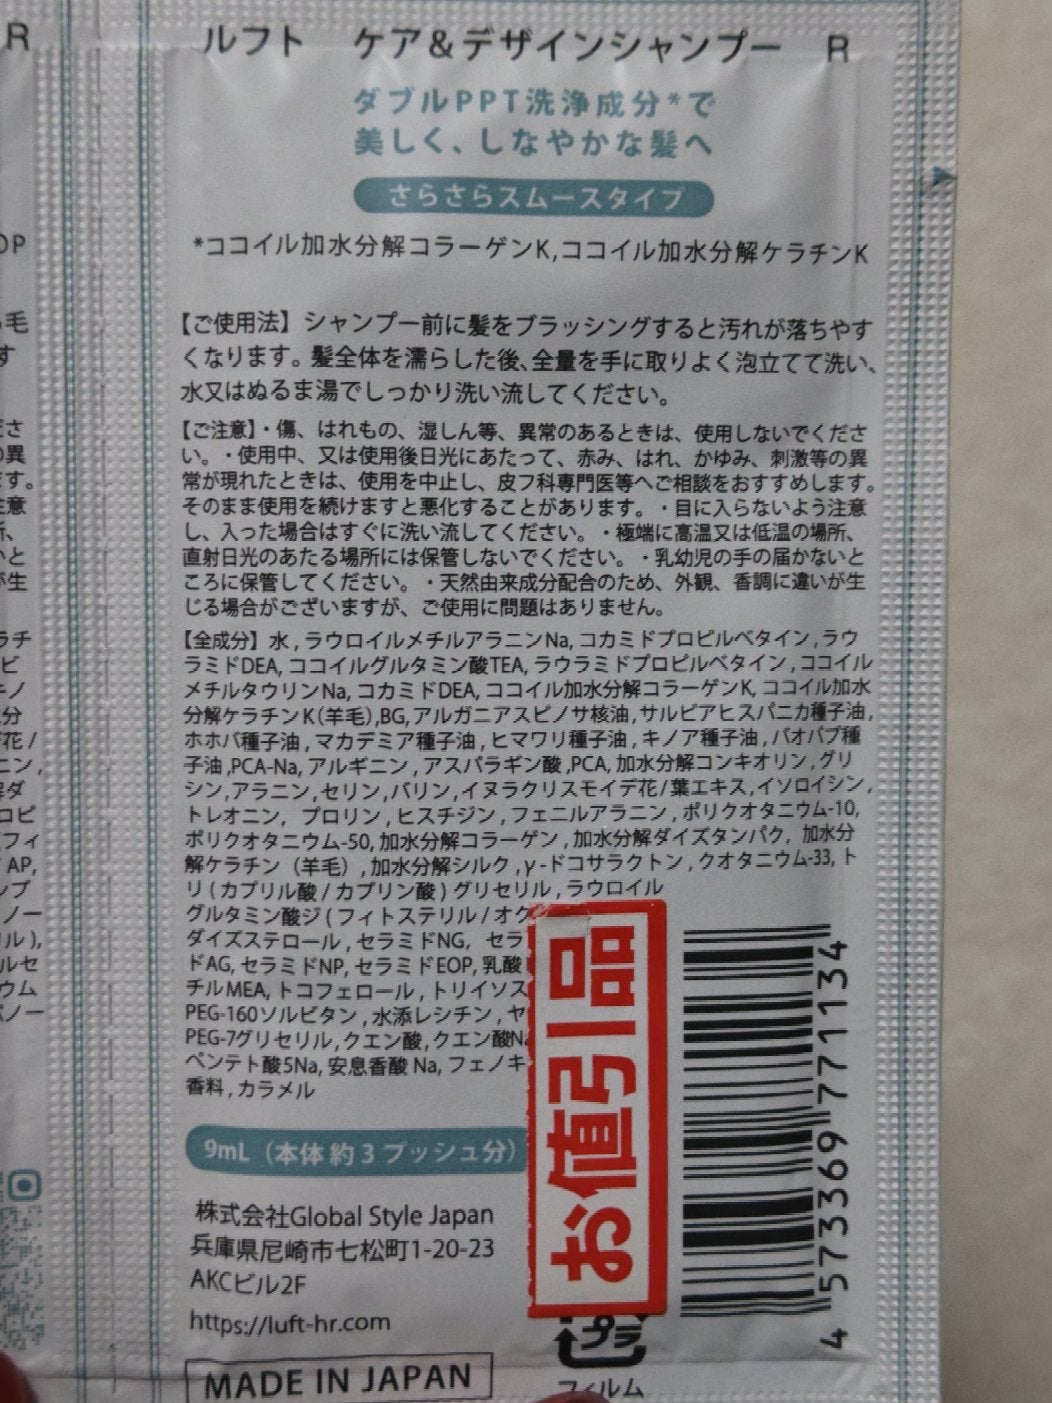 ルフト ケア＆デザインシャンプー R
ダブルPPT洗浄成分*で
美しく、しなやかな髪へ
さらさらスムースタイプ
*ココイル加水分解コラーゲンK,ココイル加水分解ケラチンK
【ご使用法】シャンプー前に髪をブラッシングすると汚れが落ちやす
くなります。髪全体を濡らした後、全量を手に取りよく泡立てて洗い、
水又はぬるま湯でしっかり洗い流してください。
【ご注意】・傷、はれもの、湿しん等、異常のあるときは、使用しないでくださ
い。・使用中、又は使用後日光にあたって、赤み、はれ、かゆみ、刺激等の異
常が現れたときは、使用を中止し、皮フ科専門医等へご相談をおすすめします。
そのまま使用を続けますと悪化することがあります。・目に入らないよう注意
し、入った場合はすぐに洗い流してください。・極端に高温又は低温の場所、
直射日光のあたる場所には保管しないでください。・乳幼児の手の届かないと
ころに保管してください。・天然由来成分配合のため、外観、香調に違いが生
じる場合がございますが、ご使用に問題はありません。
【全成分】水,ラウロイルメチルアラニンNa,コカミドプロピルベタイン,ラウ
ラミドDEA,ココイルグルタミン酸TEA,ラウラミドプロピルベタイン,ココイル
メチルタウリンNa,コカミドDEA,ココイル加水分解コラーゲンK,ココイル加水
分解ケラチンK(羊毛),BG,アルガニアスピノサ核油,サルビアヒスパニカ種子油,
ホホバ種子油,マカデミア種子油,ヒマワリ種子油,キノア種子油,バオバブ種
子油,PCA-Na,アルギニン,アスパラギン酸,PCA,加水分解コンキオリン,グリ
シン,アラニン,セリン,バリン,イヌラクリスモイデ花/葉エキス,イソロイシン,
トレオニン,プロリン,ヒスチジン,フェニルアラニン,ポリクオタニウム-10,
ポリクオタニウム-50,加水分解コラーゲン,加水分解ダイズタンパク,加水分
解ケラチン（羊毛）,加水分解シルク,γ-ドコサラクトン,クオタニウム-33,ト
リ(カプリル酸/カプリン酸)グリセリル,ラウロイル
グルタミン酸ジ(フィトステリル/オク
ダイズステロール,セラミドNG,セラ
ドAG,セラミドNP,セラミドEOP,乳酸
チルMEA,トコフェロール,トリイソス
PEG-160ソルビタン,水添レシチン,ヤ
PEG-7グリセリル,クエン酸,クエン酸Na
ペンテト酸5Na,安息香酸Na,フェノキ
香料,カラメル
9mL（本体約3プッシュ分）
株式会社Global Style Japan
兵庫県尼崎市七松町1-20-23
AKCビル2F
https://luft-hr.com
MADE IN JAPAN
お値引品
4 573369 771134
プラ
フィルム